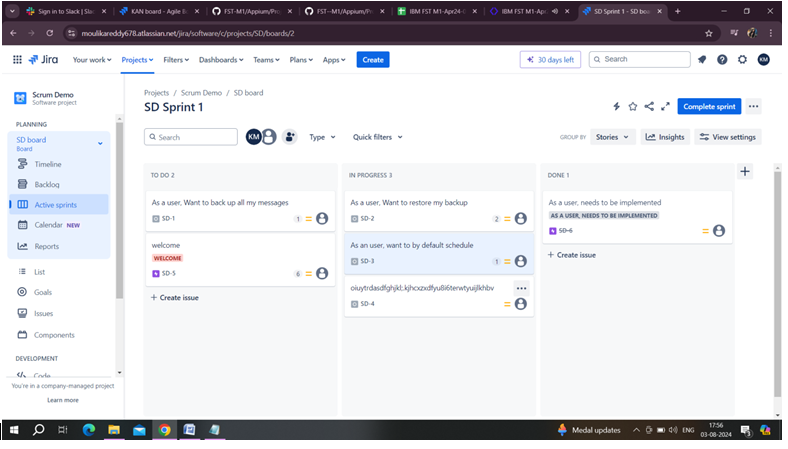 Sign in to Slack | Slac
KAN board - Agile B
FST-M1/Appium/Pro
FST--M1/Appium/Pr
IBM FST M1-Apr24-
IBM FST M1-Ap
SD Sprint 1 - SD boa
moulikareddy678.atlassian.net/jira/software/c/projects/SD/boards/2
Jira
Your work
Projects
Filters
Dashboards
Teams
Plans
Apps
Create
30 days left
Search
KM
Scrum Demo
Software project
PLANNING
SD board
Board
Timeline
Backlog
Active sprints
Calendar NEW
Reports
List
Goals
Issues
Components
DEVELOPMENT
Code
You're in a company-managed project
Learn more
Projects / Scrum Demo / SD board
SD Sprint 1
Complete sprint
Search
KM
Type
Quick filters
GROUP BY
Stories
Insights
View settings
TO DO 2
As a user, Want to back up all my messages
SD-1
1
welcome
WELCOME
SD-5
6
+ Create issue
IN PROGRESS 3
As a user, Want to restore my backup
SD-2
2
As an user, want to by default schedule
SD-3
1
SD-4
DONE 1
As a user, needs to be implemented
AS A USER, NEEDS TO BE IMPLEMENTED
SD-6
+ Create issue
Medal updates
ENG
17:56
03-08-2024
3